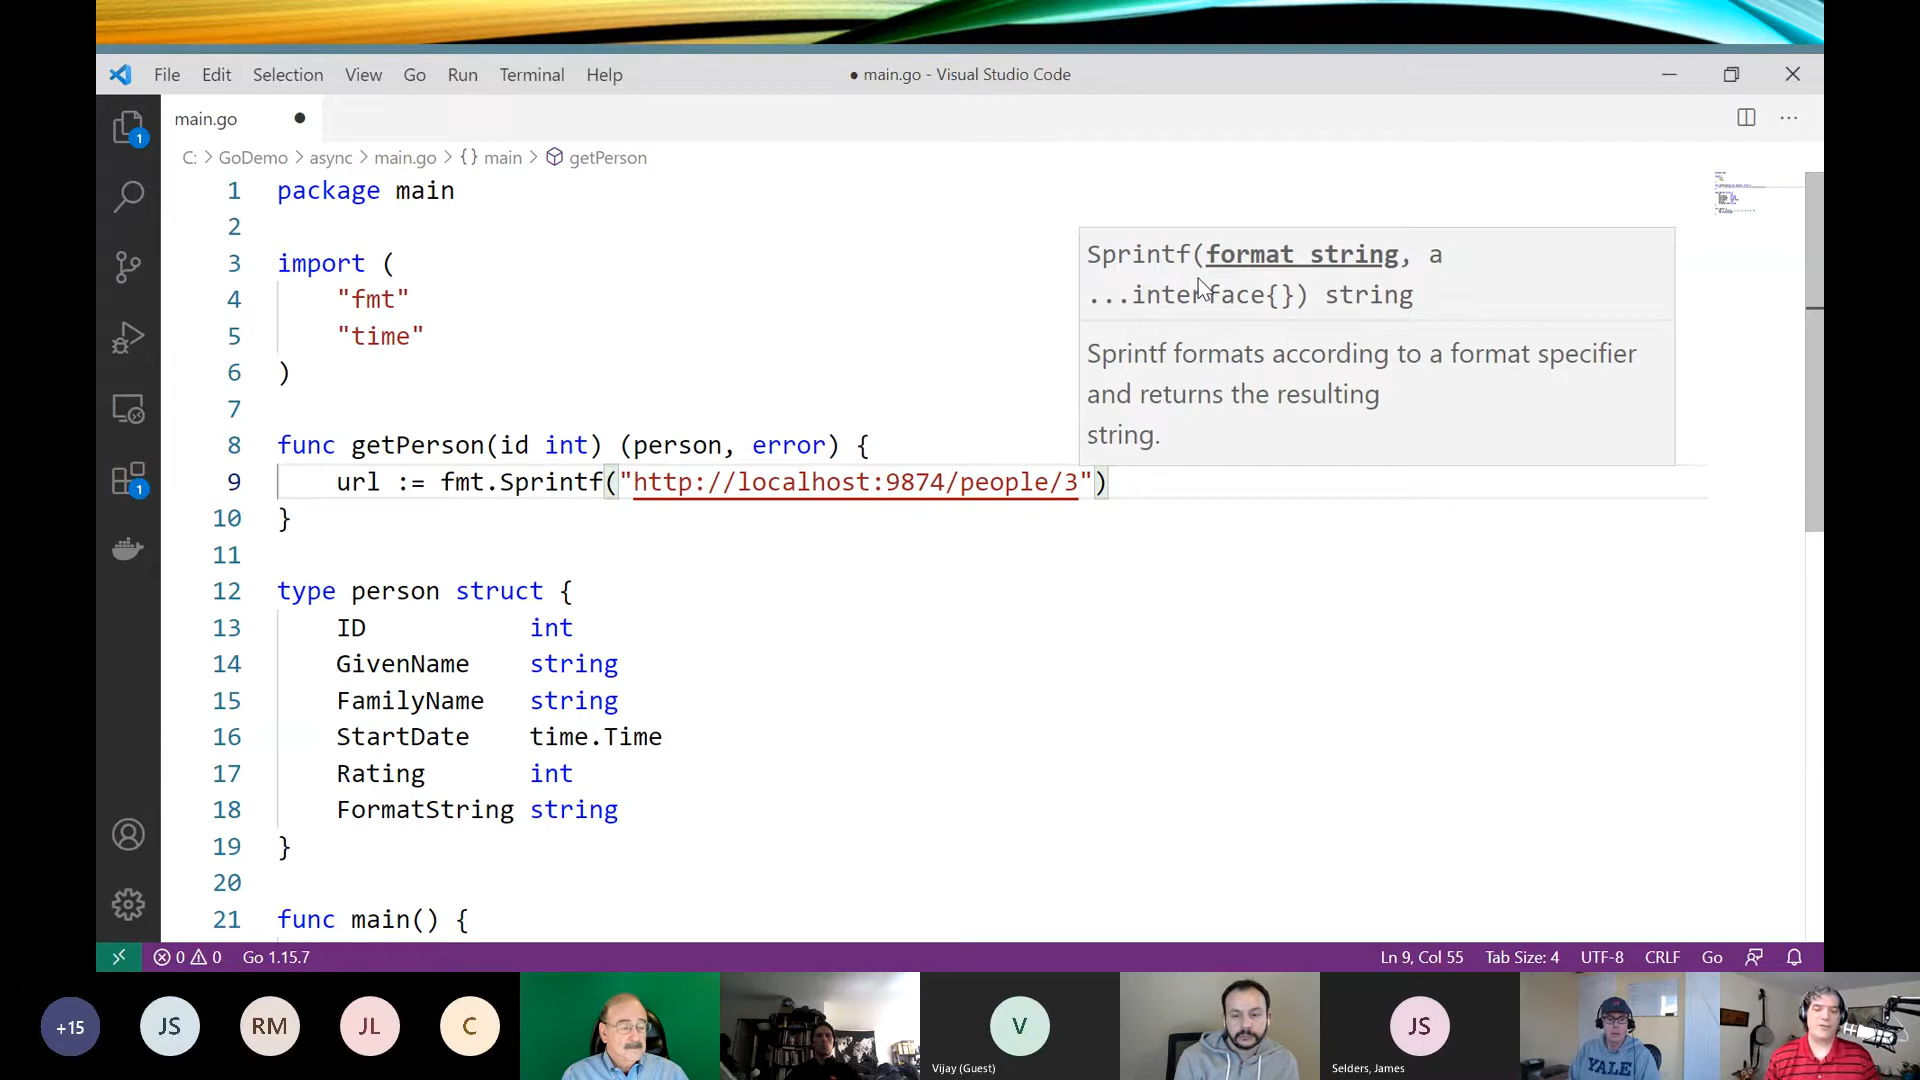 File Edit Selection View Go Run Terminal Help
● main.go - Visual Studio Code
main.go ●
C: > GoDemo > async > main.go > {} main > getPerson
1 package main
2
3 import (
4 "fmt"
5 "time"
6 )
7
8 func getPerson(id int) (person, error) {
9 url := fmt.Sprintf("http://localhost:9874/people/3")
10 }
11
12 type person struct {
13 ID int
14 GivenName string
15 FamilyName string
16 StartDate time.Time
17 Rating int
18 FormatString string
19 }
20
21 func main() {
Sprintf(format string, a
...interface{}) string
Sprintf formats according to a format specifier
and returns the resulting
string.
1
1
0 0 Go 1.15.7
Ln 9, Col 55 Tab Size: 4 UTF-8 CRLF Go
+15 JS RM JL C V JS
Vijay (Guest)
Selders, James
YALE